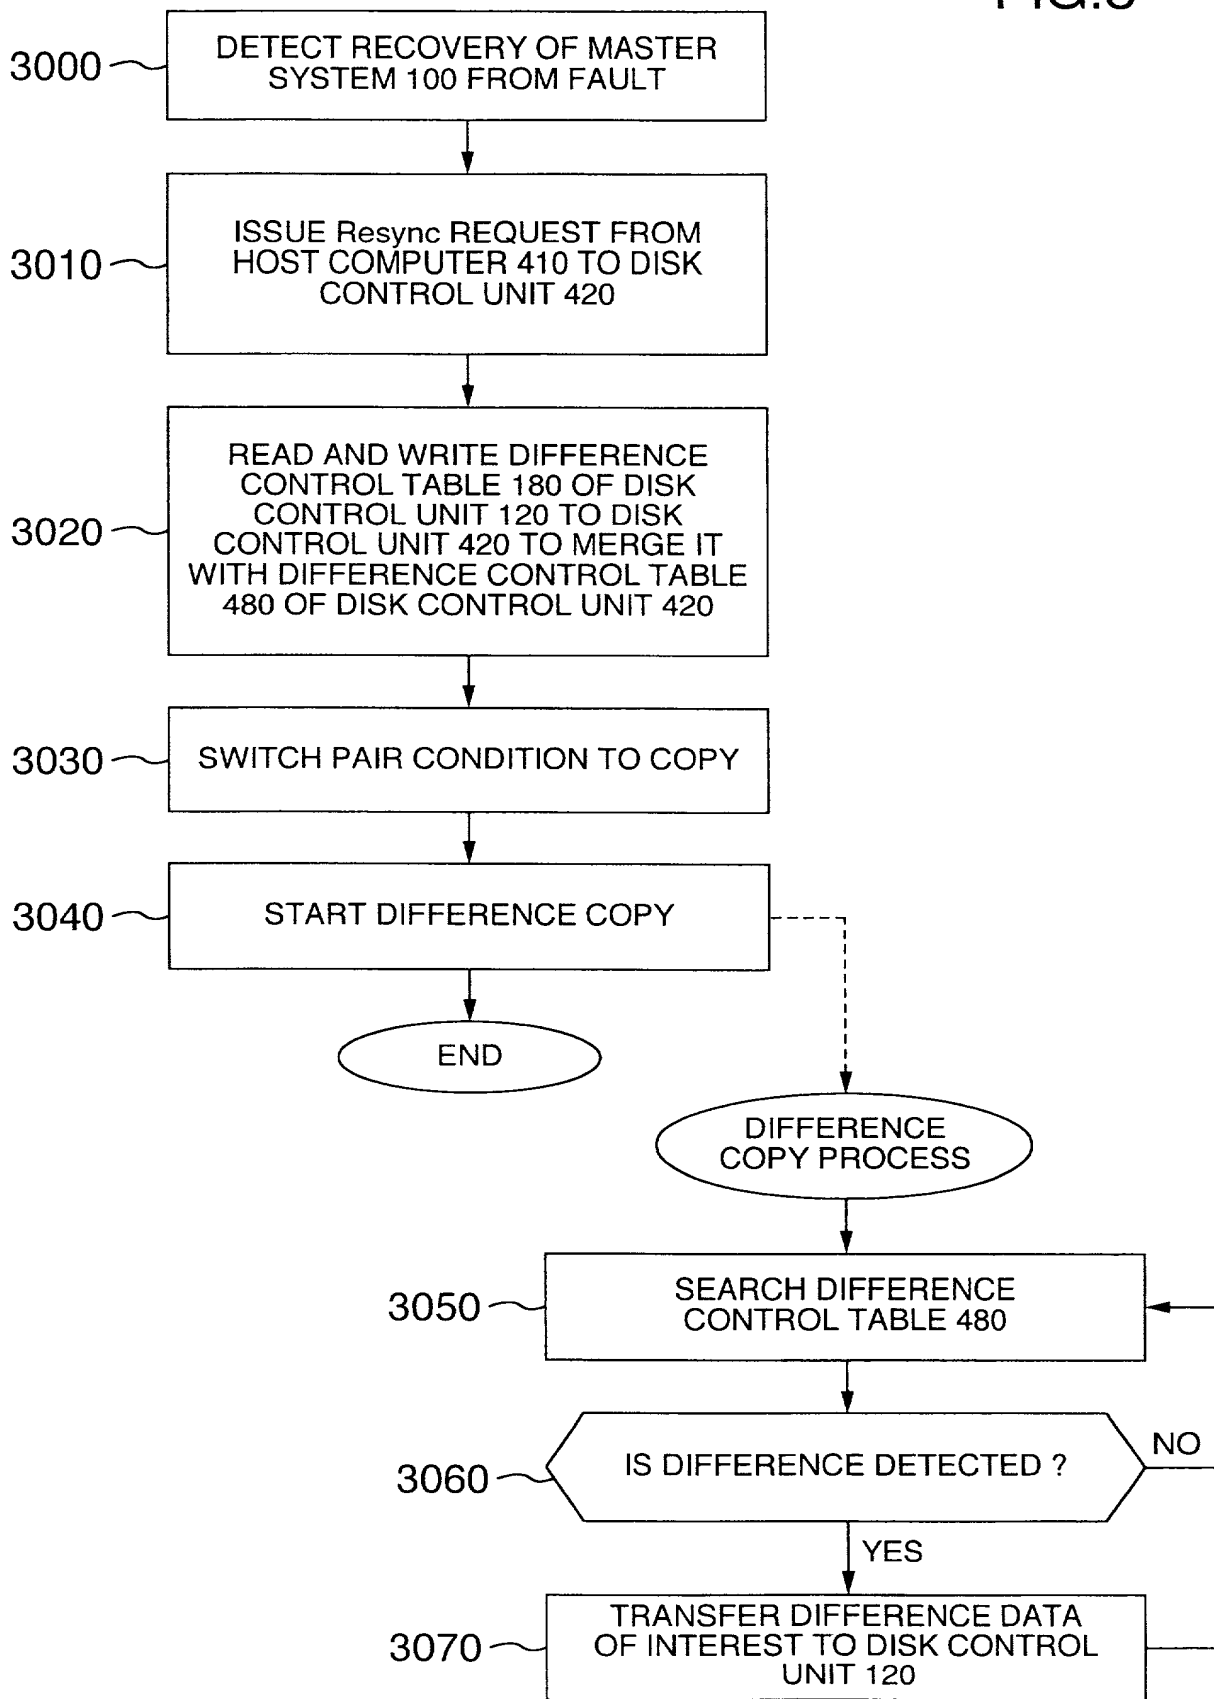 3000
DETECT RECOVERY OF MASTER
SYSTEM 100 FROM FAULT
3010
ISSUE Resync REQUEST FROM
HOST COMPUTER 410 TO DISK
CONTROL UNIT 420
3020
READ AND WRITE DIFFERENCE
CONTROL TABLE 180 OF DISK
CONTROL UNIT 120 TO DISK
CONTROL UNIT 420 TO MERGE IT
WITH DIFFERENCE CONTROL TABLE
480 OF DISK CONTROL UNIT 420
3030
SWITCH PAIR CONDITION TO COPY
3040
START DIFFERENCE COPY
END
DIFFERENCE
COPY PROCESS
3050
SEARCH DIFFERENCE
CONTROL TABLE 480
3060
IS DIFFERENCE DETECTED ?
NO
YES
3070
TRANSFER DIFFERENCE DATA
OF INTEREST TO DISK CONTROL
UNIT 120